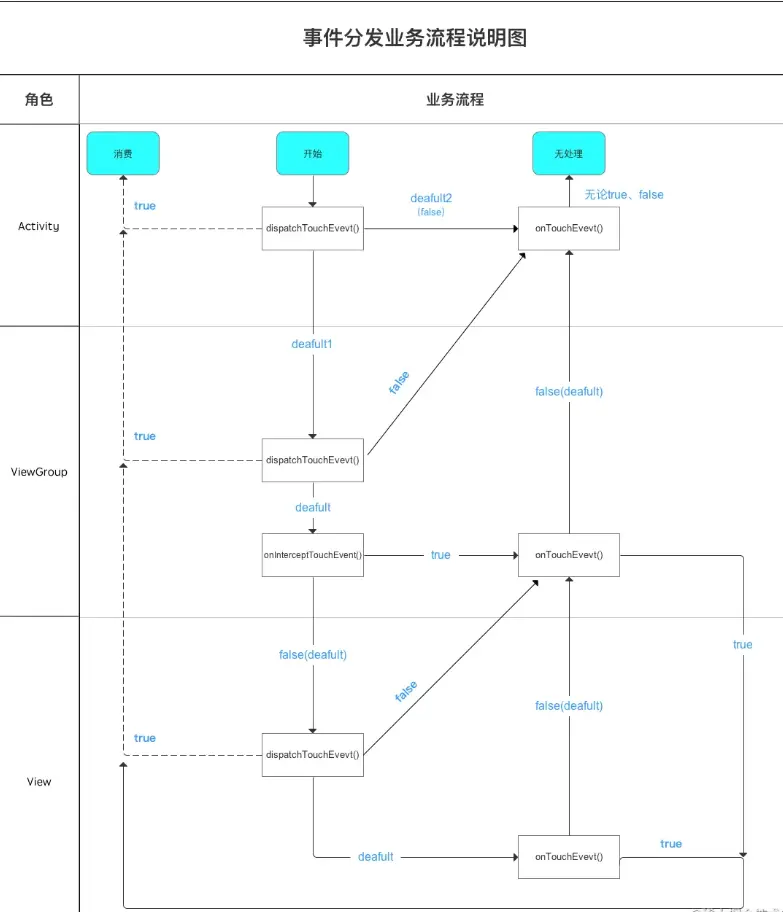 事件分发业务流程说明图
角色
业务流程
消费
开始
无处理
true
deafult2
(false)
无论true、false
Activity
dispatchTouchEvevt()
onTouchEvevt()
deafult1
false
false(deafult)
true
dispatchTouchEvevt()
ViewGroup
deafult
onInterceptTouchEvent()
true
onTouchEvevt()
true
false(deafult)
false
false(deafult)
true
dispatchTouchEvevt()
View
true
deafult
onTouchEvevt()